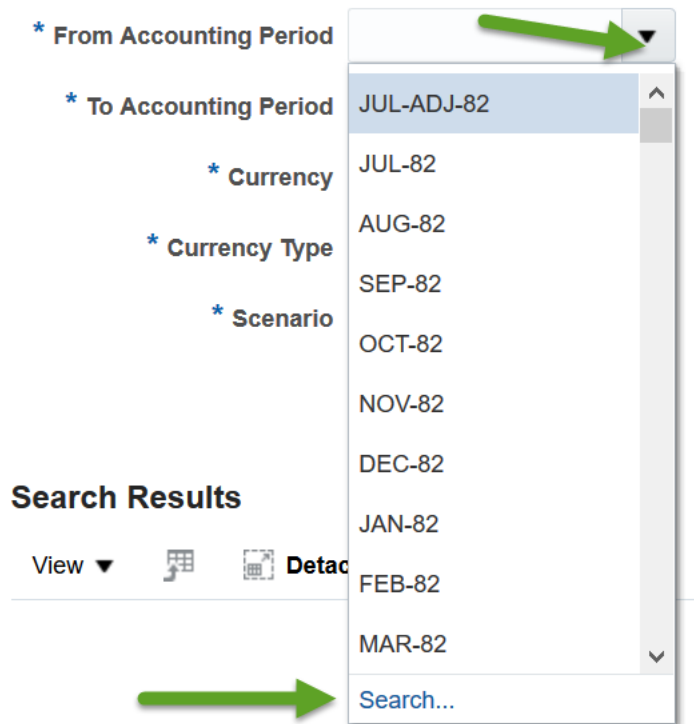 * From Accounting Period
* To Accounting Period
* Currency
* Currency Type
* Scenario
JUL-ADJ-82
JUL-82
AUG-82
SEP-82
OCT-82
NOV-82
DEC-82
JAN-82
FEB-82
MAR-82
Search...
Search Results
View
Detac